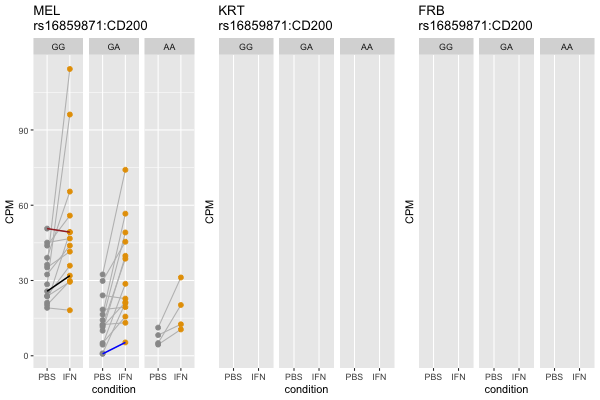 MEL
rs16859871:CD200
GG
GA
AA
CPM
90
60
30
0
PBS IFN
PBS IFN
PBS IFN
condition
KRT
rs16859871:CD200
GG
GA
AA
CPM
PBS IFN
PBS IFN
PBS IFN
condition
FRB
rs16859871:CD200
GG
GA
AA
CPM
PBS IFN
PBS IFN
PBS IFN
condition